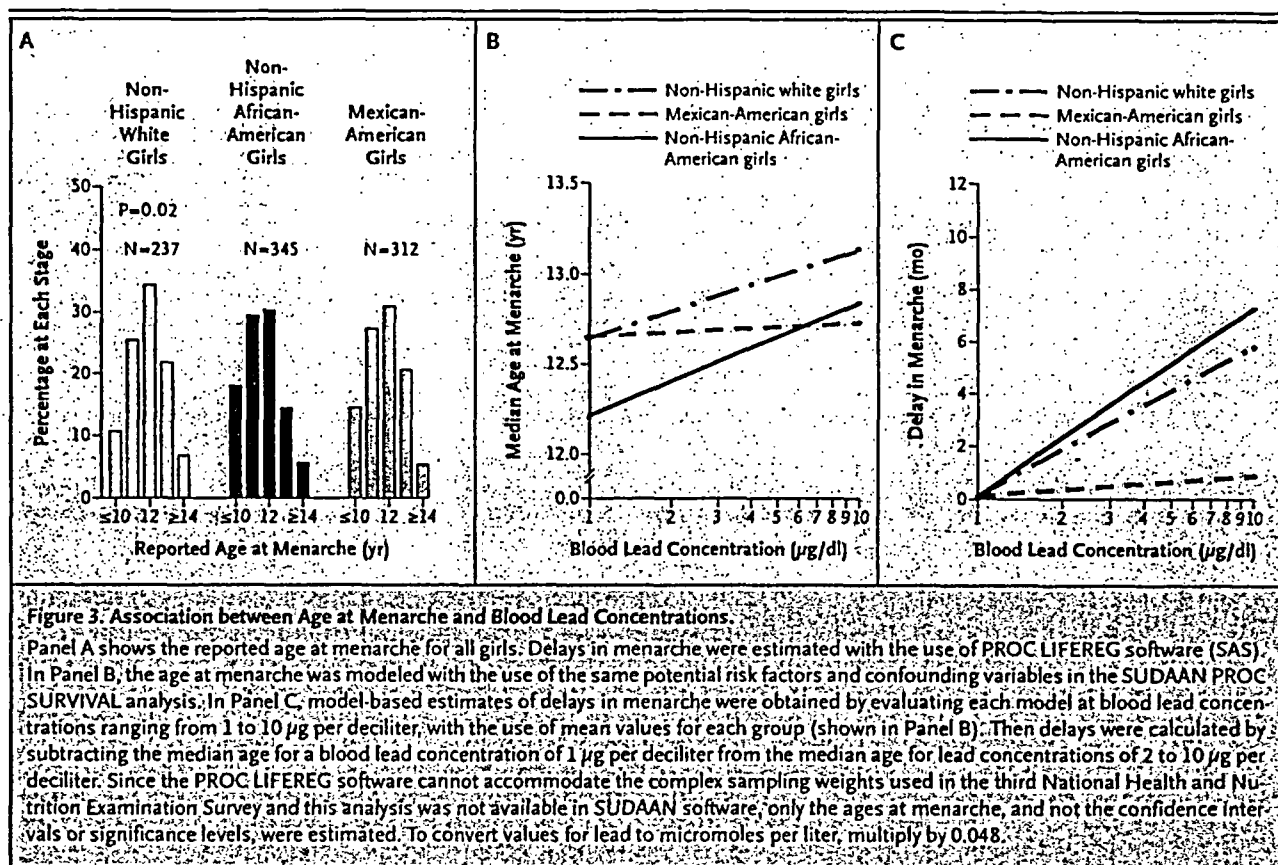 A
Non-
Hispanic
White
Girls
Non-
Hispanic
African-
American
Girls
Mexican-
American
Girls
Percentage at Each Stage
50
40
30
20
10
0
P=0.02
N=237
N=345
N=312
≤10 12 ≥14
≤10 12 ≥14
≤10 12 ≥14
Reported Age at Menarche (yr)
B
Non-Hispanic white girls
Mexican-American girls
Non-Hispanic African-
American girls
Median Age at Menarche (yr)
13.5
13.0
12.5
12.0
0.0
1 2 3 4 5 6 7 8 9 10
Blood Lead Concentration (µg/dl)
C
Non-Hispanic white girls
Mexican-American girls
Non-Hispanic African-
American girls
Delay in Menarche (mo)
12
10
8
6
4
2
0
1 2 3 4 5 6 7 8 9 10
Blood Lead Concentration (µg/dl)
Figure 3. Association between Age at Menarche and Blood Lead Concentrations.
Panel A shows the reported age at menarche for all girls. Delays in menarche were estimated with the use of PROC LIFEREG software (SAS).
In Panel B, the age at menarche was modeled with the use of the same potential risk factors and confounding variables in the SUDAAN PROC
SURVIVAL analysis. In Panel C, model-based estimates of delays in menarche were obtained by evaluating each model at blood lead concen-
trations ranging from 1 to 10 µg per deciliter, with the use of mean values for each group (shown in Panel B). Then delays were calculated by
subtracting the median age for a blood lead concentration of 1 µg per deciliter from the median age for lead concentrations of 2 to 10 µg per
deciliter. Since the PROC LIFEREG software cannot accommodate the complex sampling weights used in the third National Health and Nu-
trition Examination Survey and this analysis was not available in SUDAAN software, only the ages at menarche, and not the confidence inter-
vals or significance levels, were estimated. To convert values for lead to micromoles per liter, multiply by 0.048.